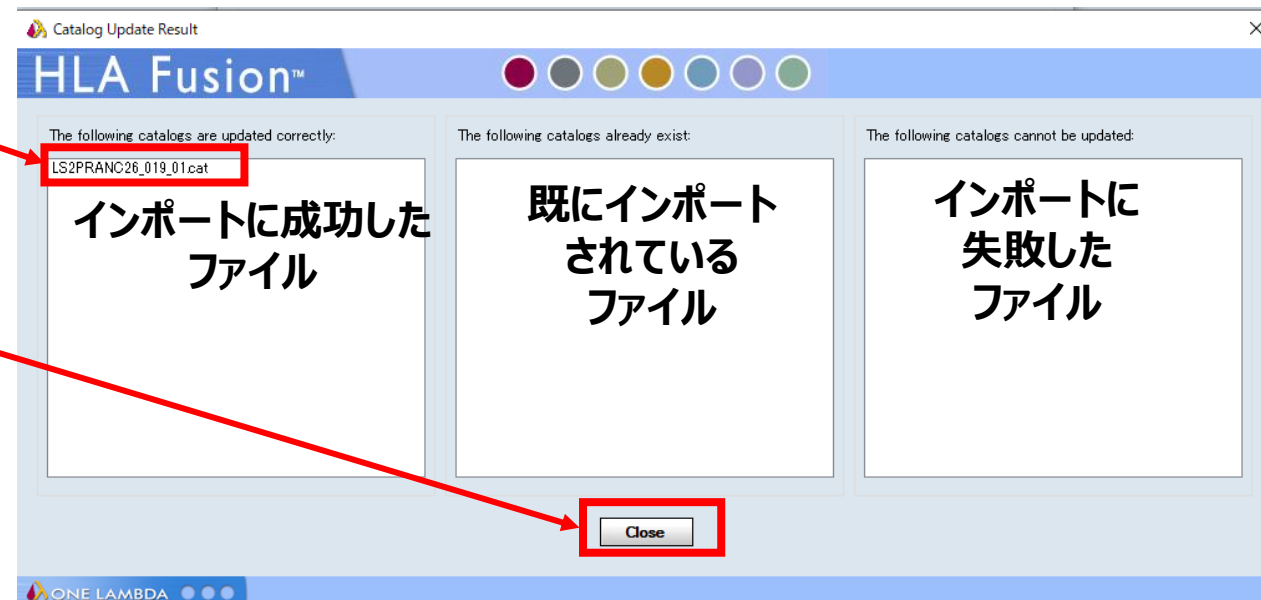 Catalog Update Result
HLA Fusion™
The following catalogs are updated correctly:
LS2PRANC26_019_01.cat
インポートに成功した
ファイル
The following catalogs already exist:
既にインポート
されている
ファイル
The following catalogs cannot be updated:
インポートに
失敗した
ファイル
Close
ONE LAMBDA